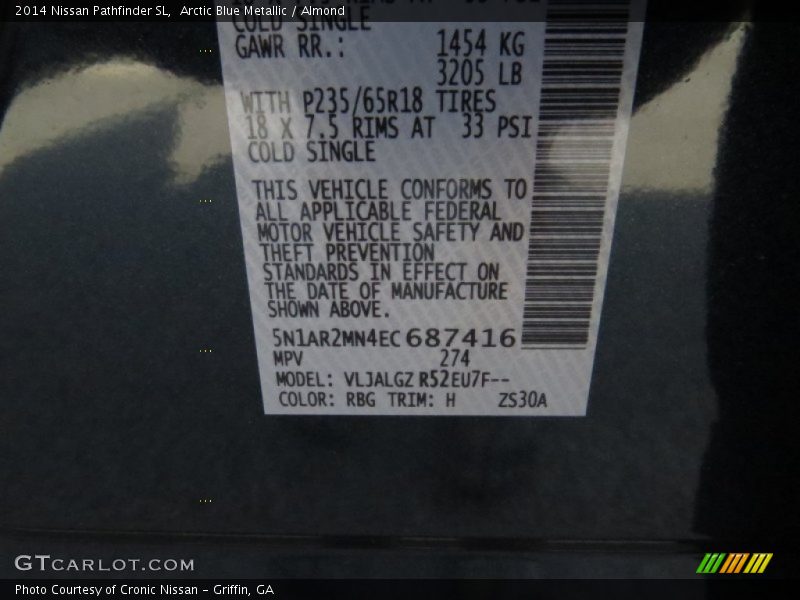 2014 Nissan Pathfinder SL, Arctic Blue Metallic / Almond
COLD SINGLE
GAWR RR.: 1454 KG
3205 LB
WITH P235/65R18 TIRES
18 X 7.5 RIMS AT 33 PSI
COLD SINGLE
THIS VEHICLE CONFORMS TO
ALL APPLICABLE FEDERAL
MOTOR VEHICLE SAFETY AND
THEFT PREVENTION
STANDARDS IN EFFECT ON
THE DATE OF MANUFACTURE
SHOWN ABOVE.
5N1AR2MN4EC687416
MPV 274
MODEL: VLJALGZ R52EU7F--
COLOR: RBG TRIM: H ZS30A
GTCARLOT.COM
Photo Courtesy of Cronic Nissan - Griffin, GA